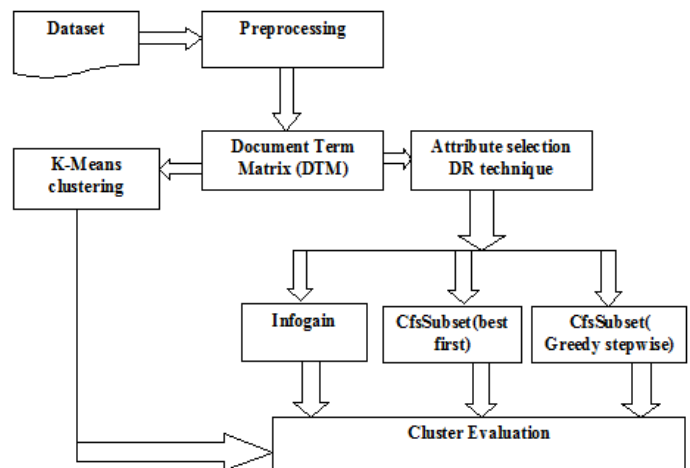 Dataset
Preprocessing
Document Term
Matrix (DTM)
Attribute selection
DR technique
K-Means
clustering
Infogain
CfsSubset(best
first)
CfsSubset(
Greedy stepwise)
Cluster Evaluation